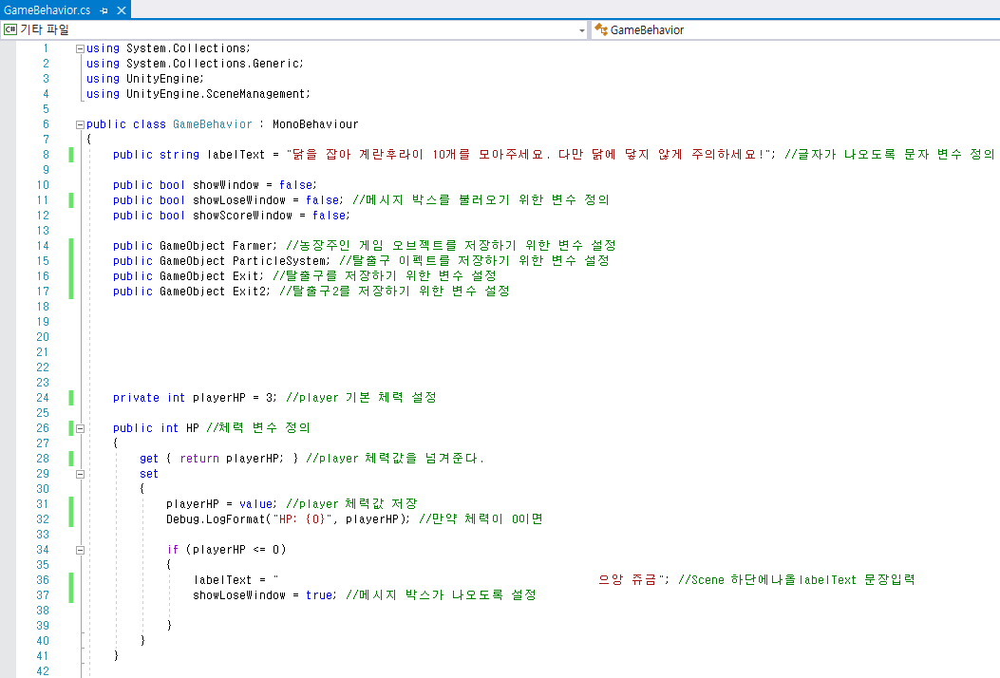 GameBehavior.cs
C# 기타 파일
GameBehavior
1 using System.Collections;
2 using System.Collections.Generic;
3 using UnityEngine;
4 using UnityEngine.SceneManagement;
5
6 public class GameBehavior : MonoBehaviour
7 {
8 public string labelText = "닭을 잡아 계란후라이 10개를 모아주세요. 다만 닭에 닿지 않게 주의하세요!"; //글자가 나오도록 문자 변수 정의
9
10 public bool showWindow = false;
11 public bool showLoseWindow = false; //메시지 박스를 불러오기 위한 변수 정의
12 public bool showScoreWindow = false;
13
14 public GameObject Farmer; //농장주인 게임 오브젝트를 저장하기 위한 변수 설정
15 public GameObject ParticleSystem; //탈출구 이펙트를 저장하기 위한 변수 설정
16 public GameObject Exit; //탈출구를 저장하기 위한 변수 설정
17 public GameObject Exit2; //탈출구2를 저장하기 위한 변수 설정
18
19
20
21
22
23
24 private int playerHP = 3; //player 기본 체력 설정
25
26 public int HP //체력 변수 정의
27 {
28 get { return playerHP; } //player 체력값을 넘겨준다.
29 set
30 {
31 playerHP = value; //player 체력값 저장
32 Debug.LogFormat("HP: {0}", playerHP); //만약 체력이 0이면
33
34 if (playerHP <= 0)
35 {
36 labelText = " 으앙 쥬금"; //Scene 하단에나올labelText 문장입력
37 showLoseWindow = true; //메시지 박스가 나오도록 설정
38
39 }
40 }
41 }
42